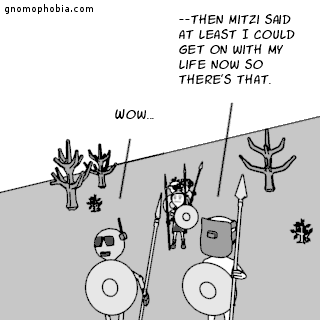 gnomophobia.com
--THEN MITZI SAID
AT LEAST I COULD
GET ON WITH MY
LIFE NOW SO
THERE'S THAT.
WOW...